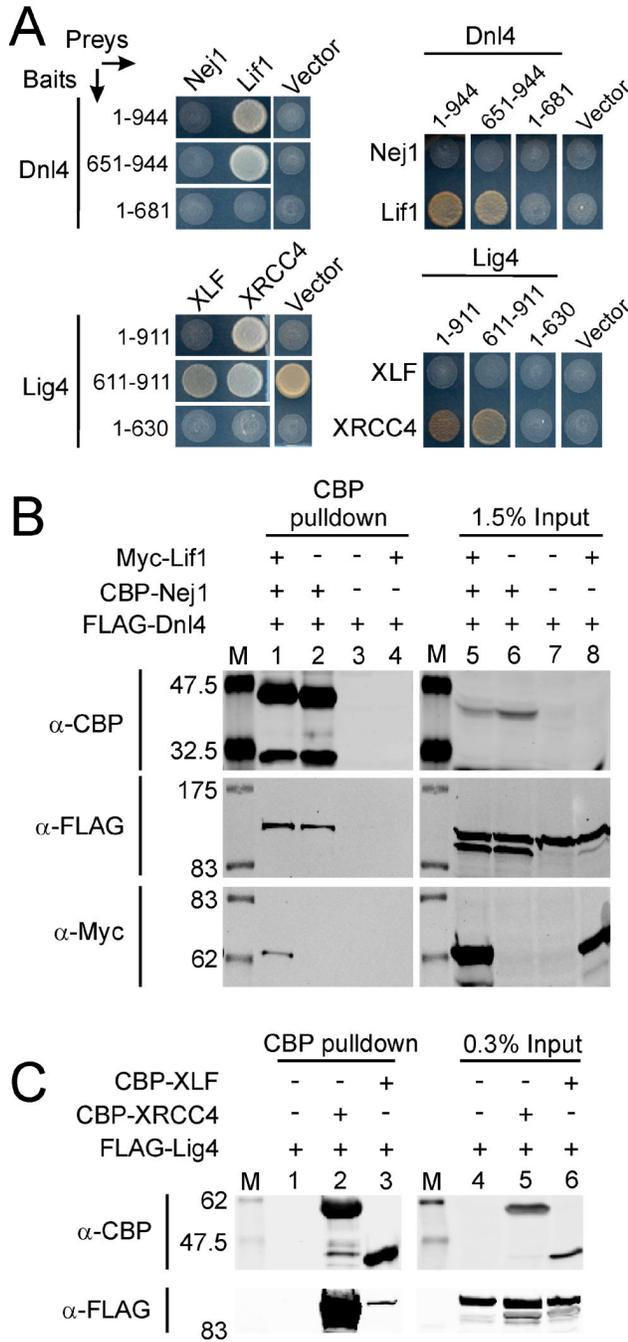 A
Preys
Baits
Nej1 Lif1 Vector
Dnl4
1-944
651-944
1-681
Dnl4
1-944 651-944 1-681 Vector
Nej1
Lif1
XLF XRCC4 Vector
Lig4
1-911
611-911
1-630
Lig4
1-911 611-911 1-630 Vector
XLF
XRCC4
B
CBP
pulldown
1.5% Input
Myc-Lif1 + - - + + - - +
CBP-Nej1 + + - - + + - -
FLAG-Dnl4 + + + + + + + +
M 1 2 3 4 M 5 6 7 8
α-CBP
47.5
32.5
α-FLAG
175
83
α-Myc
83
62
C
CBP pulldown 0.3% Input
CBP-XLF - - + - - +
CBP-XRCC4 - + - - + -
FLAG-Lig4 + + + + + +
M 1 2 3 M 4 5 6
α-CBP
62
47.5
α-FLAG
83